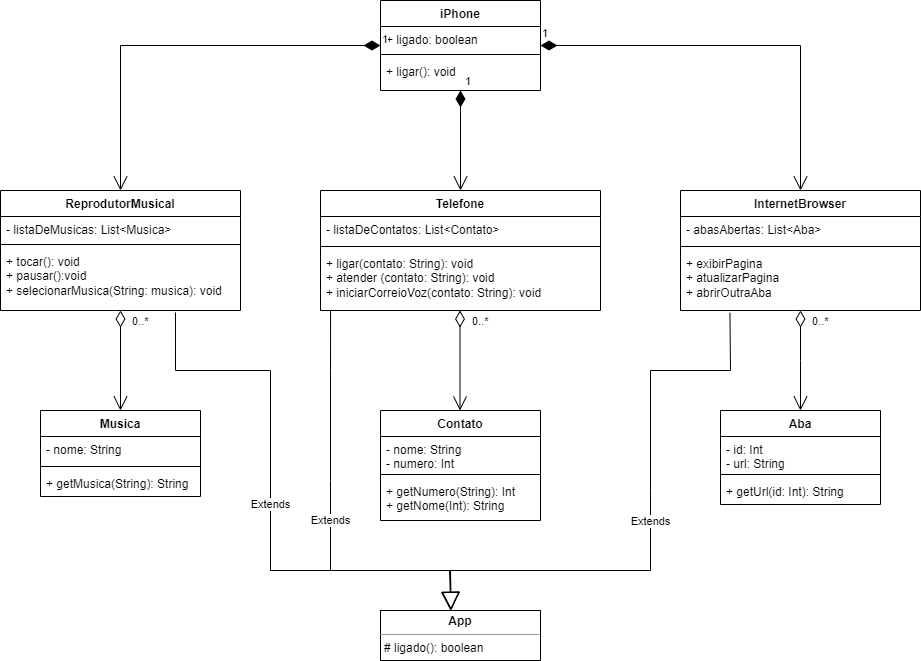 iPhone
+ ligado: boolean
+ ligar(): void
1
1
1
ReprodutorMusical
- listaDeMusicas: List<Musica>
+ tocar(): void
+ pausar():void
+ selecionarMusica(String: musica): void
0..*
Telefone
- listaDeContatos: List<Contato>
+ ligar(contato: String): void
+ atender (contato: String): void
+ iniciarCorreioVoz(contato: String): void
0..*
InternetBrowser
- abasAbertas: List<Aba>
+ exibirPagina
+ atualizarPagina
+ abrirOutraAba
0..*
Musica
- nome: String
+ getMusica(String): String
Contato
- nome: String
- numero: Int
+ getNumero(String): Int
+ getNome(Int): String
Aba
- id: Int
- url: String
+ getUrl(id: Int): String
Extends
Extends
Extends
App
# ligado(): boolean